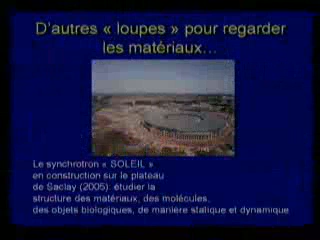 D'autres « loupes » pour regarder
les matériaux...
Le synchrotron « SOLEIL »
en construction sur le plateau
de Saclay (2005): étudier la
structure des matériaux, des molécules,
des objets biologiques, de manière statique et dynamique